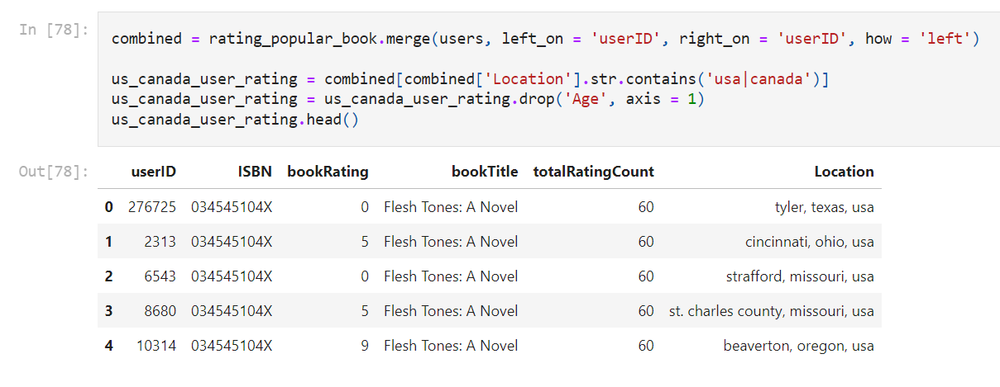 In [78]:
combined = rating_popular_book.merge(users, left_on = 'userID', right_on = 'userID', how = 'left')
us_canada_user_rating = combined[combined['Location'].str.contains('usa|canada')]
us_canada_user_rating = us_canada_user_rating.drop('Age', axis = 1)
us_canada_user_rating.head()
Out[78]:
userID ISBN bookRating bookTitle totalRatingCount Location
0 276725 034545104X 0 Flesh Tones: A Novel 60 tyler, texas, usa
1 2313 034545104X 5 Flesh Tones: A Novel 60 cincinnati, ohio, usa
2 6543 034545104X 0 Flesh Tones: A Novel 60 strafford, missouri, usa
3 8680 034545104X 5 Flesh Tones: A Novel 60 st. charles county, missouri, usa
4 10314 034545104X 9 Flesh Tones: A Novel 60 beaverton, oregon, usa